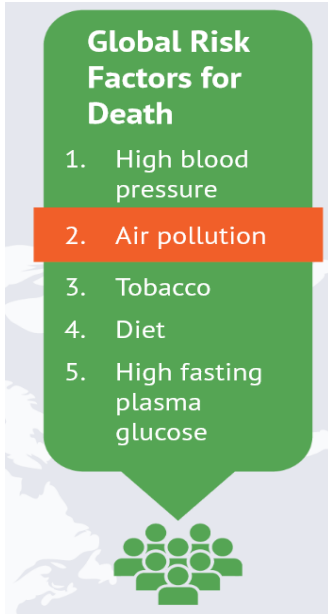 Global Risk
Factors for
Death
1. High blood
pressure
2. Air pollution
3. Tobacco
4. Diet
5. High fasting
plasma
glucose